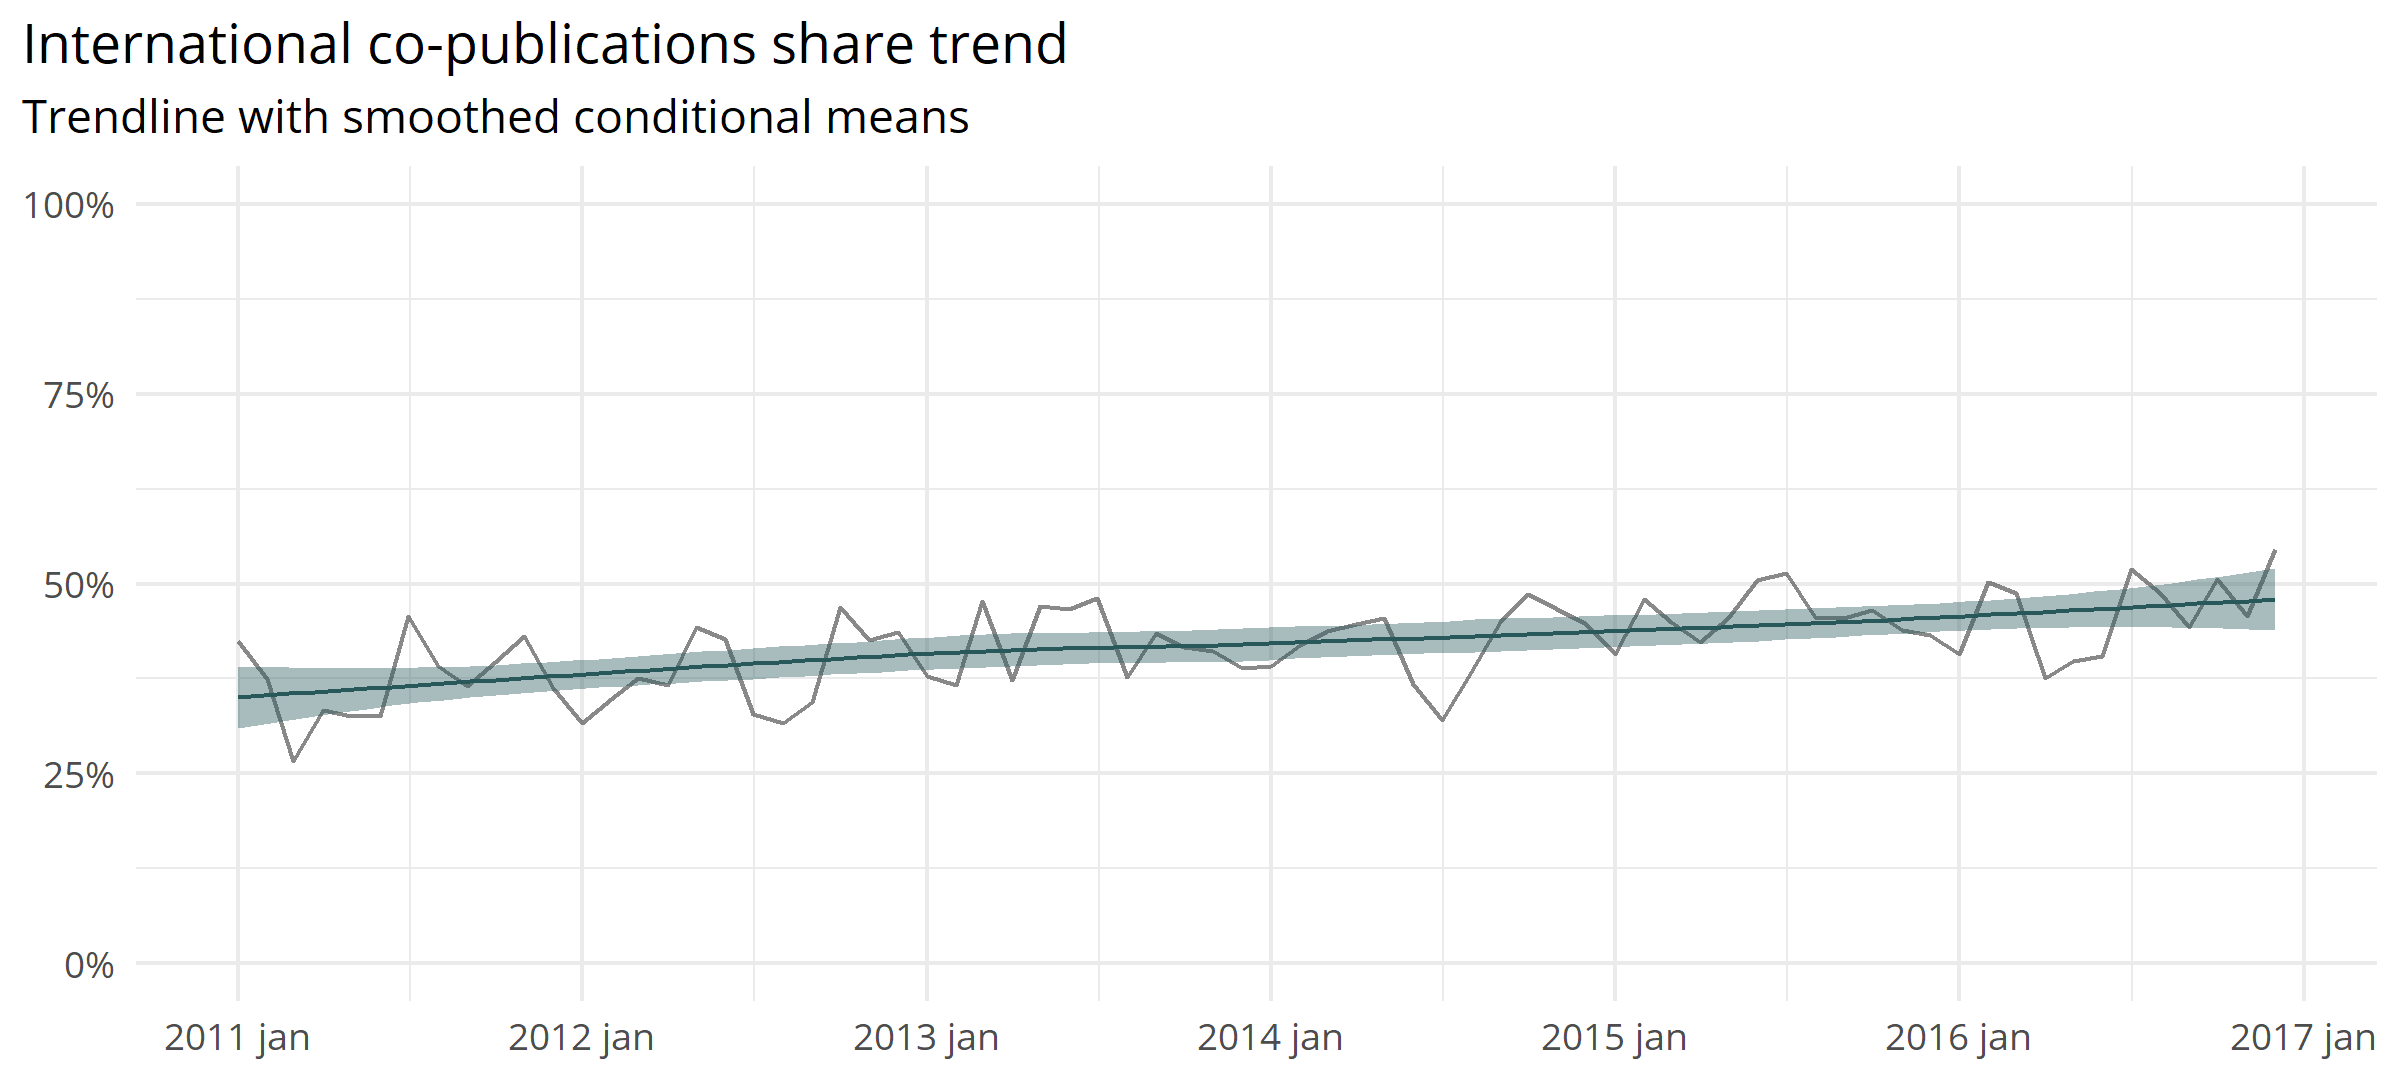 International co-publications share trend
Trendline with smoothed conditional means
100%
75%
50%
25%
0%
2011 jan 2012 jan 2013 jan 2014 jan 2015 jan 2016 jan 2017 jan